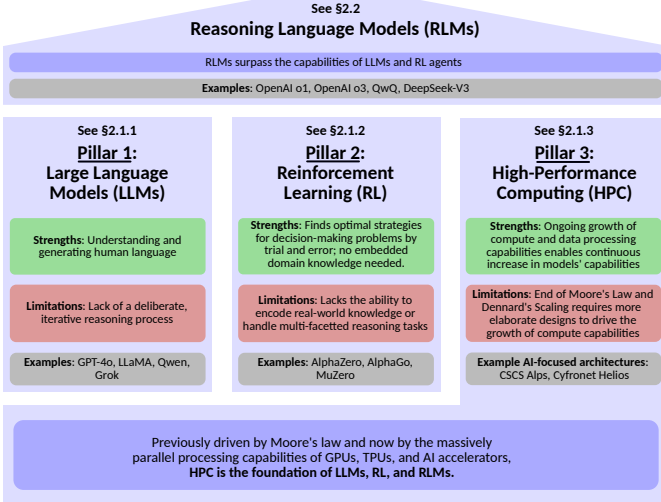 See §2.2
Reasoning Language Models (RLMs)
RLMs surpass the capabilities of LLMs and RL agents
Examples: OpenAI o1, OpenAI o3, QwQ, DeepSeek-V3
See §2.1.1
Pillar 1:
Large Language
Models (LLMs)
Strengths: Understanding and
generating human language
Limitations: Lack of a deliberate,
iterative reasoning process
Examples: GPT-4o, LLaMA, Qwen,
Grok
See §2.1.2
Pillar 2:
Reinforcement
Learning (RL)
Strengths: Finds optimal strategies
for decision-making problems by
trial and error; no embedded
domain knowledge needed.
Limitations: Lacks the ability to
encode real-world knowledge or
handle multi-facetted reasoning tasks
Examples: AlphaZero, AlphaGo,
MuZero
See §2.1.3
Pillar 3:
High-Performance
Computing (HPC)
Strengths: Ongoing growth of
compute and data processing
capabilities enables continuous
increase in models' capabilities
Limitations: End of Moore's Law and
Dennard's Scaling requires more
elaborate designs to drive the
growth of compute capabilities
Example AI-focused architectures:
CSCS Alps, Cyfronet Helios
Previously driven by Moore's law and now by the massively
parallel processing capabilities of GPUs, TPUs, and AI accelerators,
HPC is the foundation of LLMs, RL, and RLMs.